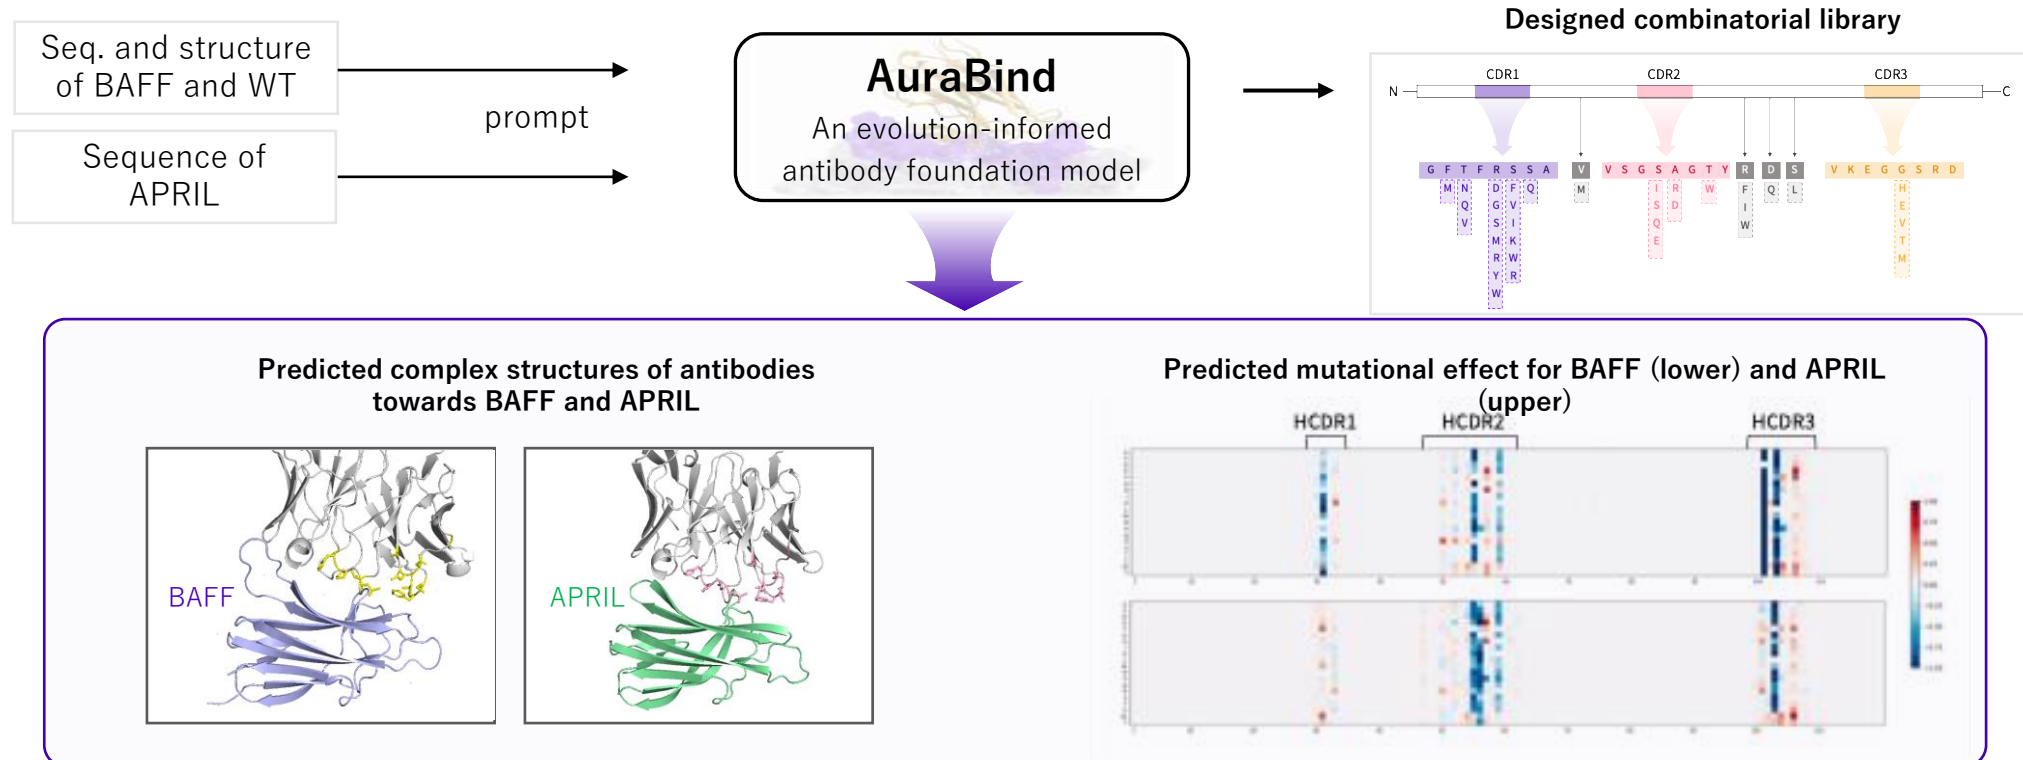 Seq. and structure
of BAFF and WT
Sequence of
APRIL
prompt
AuraBind
An evolution-informed
antibody foundation model
Designed combinatorial library
CDR1 CDR2 CDR3
N C
G F T F R S S A V V S G S A G T Y R D S V K E G G S R D
M N D F Q M I R W F Q L H
Q G V S D I E
V S I Q W V
M K E T
R W M
Y R
W
Predicted complex structures of antibodies
towards BAFF and APRIL
BAFF
APRIL
Predicted mutational effect for BAFF (lower) and APRIL
(upper)
HCDR1 HCDR2 HCDR3